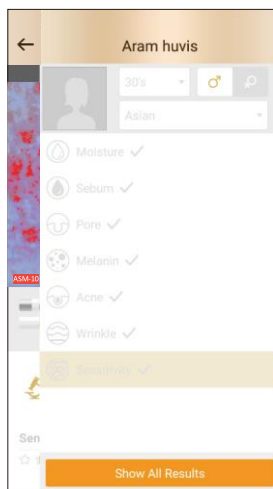 Aram huvis
30's
Asian
Moisture
Sebum
Pore
Melanin
ASM-10
Acne
Wrinkle
Sensitivity
Sen
Show All Results